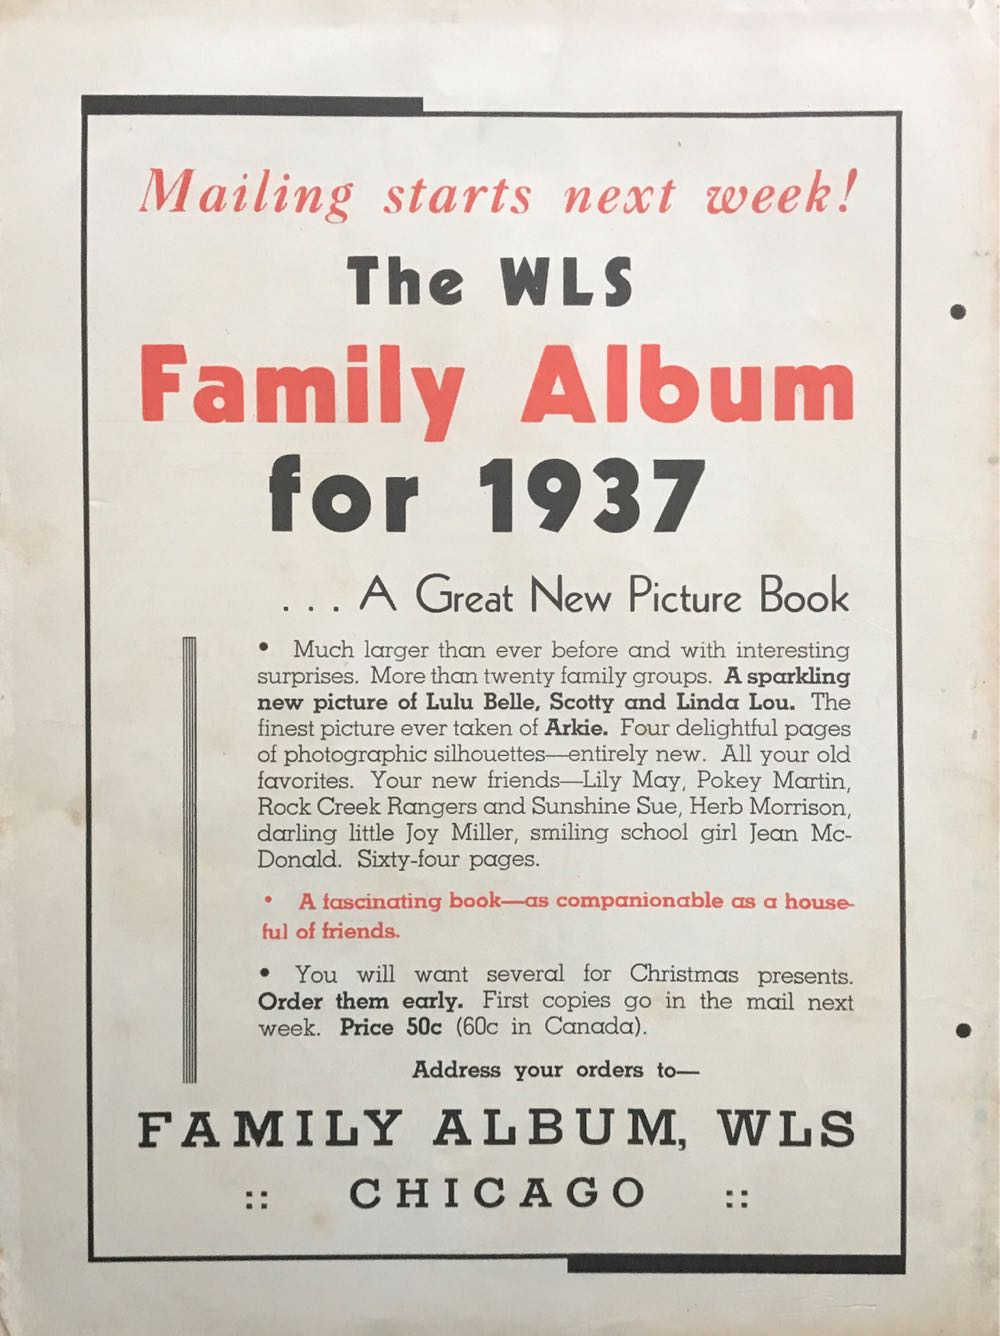 Mailing starts next week!
The WLS
Family Album
for 1937
. . . A Great New Picture Book
• Much larger than ever before and with interesting
surprises. More than twenty family groups. A sparkling
new picture of Lulu Belle, Scotty and Linda Lou. The
finest picture ever taken of Arkie. Four delightful pages
of photographic silhouettes—entirely new. All your old
favorites. Your new friends—Lily May, Pokey Martin,
Rock Creek Rangers and Sunshine Sue, Herb Morrison,
darling little Joy Miller, smiling school girl Jean Mc-
Donald. Sixty-four pages.
• A fascinating book—as companionable as a house-
ful of friends.
• You will want several for Christmas presents.
Order them early. First copies go in the mail next
week. Price 50c (60c in Canada).
Address your orders to—
FAMILY ALBUM, WLS
:: CHICAGO ::